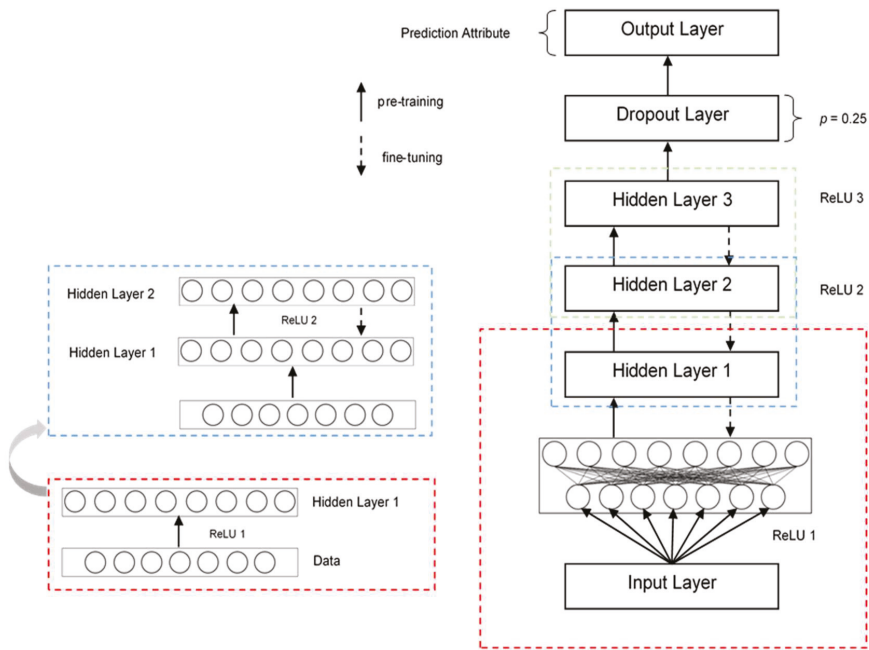 Prediction Attribute
Output Layer
pre-training
fine-tuning
Dropout Layer
p = 0.25
Hidden Layer 3
ReLU 3
Hidden Layer 2
ReLU 2
Hidden Layer 1
ReLU 1
Input Layer
Hidden Layer 2
ReLU 2
Hidden Layer 1
Hidden Layer 1
ReLU 1
Data